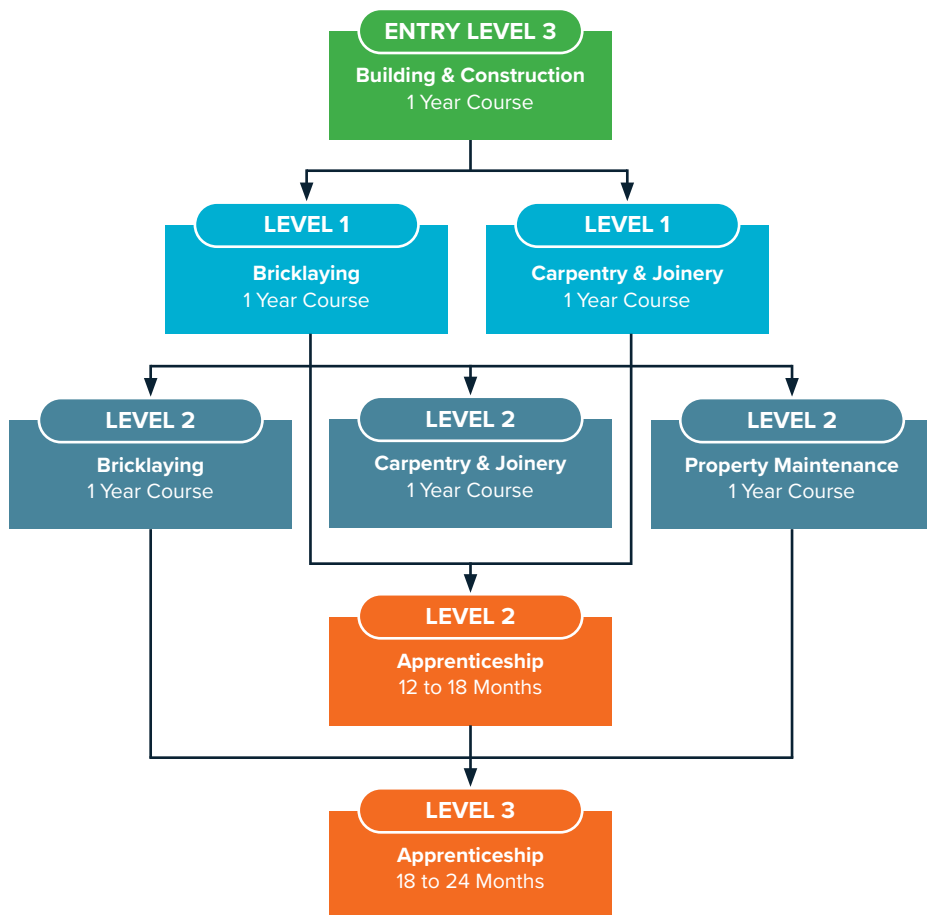 ENTRY LEVEL 3
Building & Construction
1 Year Course
LEVEL 1
Bricklaying
1 Year Course
LEVEL 1
Carpentry & Joinery
1 Year Course
LEVEL 2
Bricklaying
1 Year Course
LEVEL 2
Carpentry & Joinery
1 Year Course
LEVEL 2
Property Maintenance
1 Year Course
LEVEL 2
Apprenticeship
12 to 18 Months
LEVEL 3
Apprenticeship
18 to 24 Months